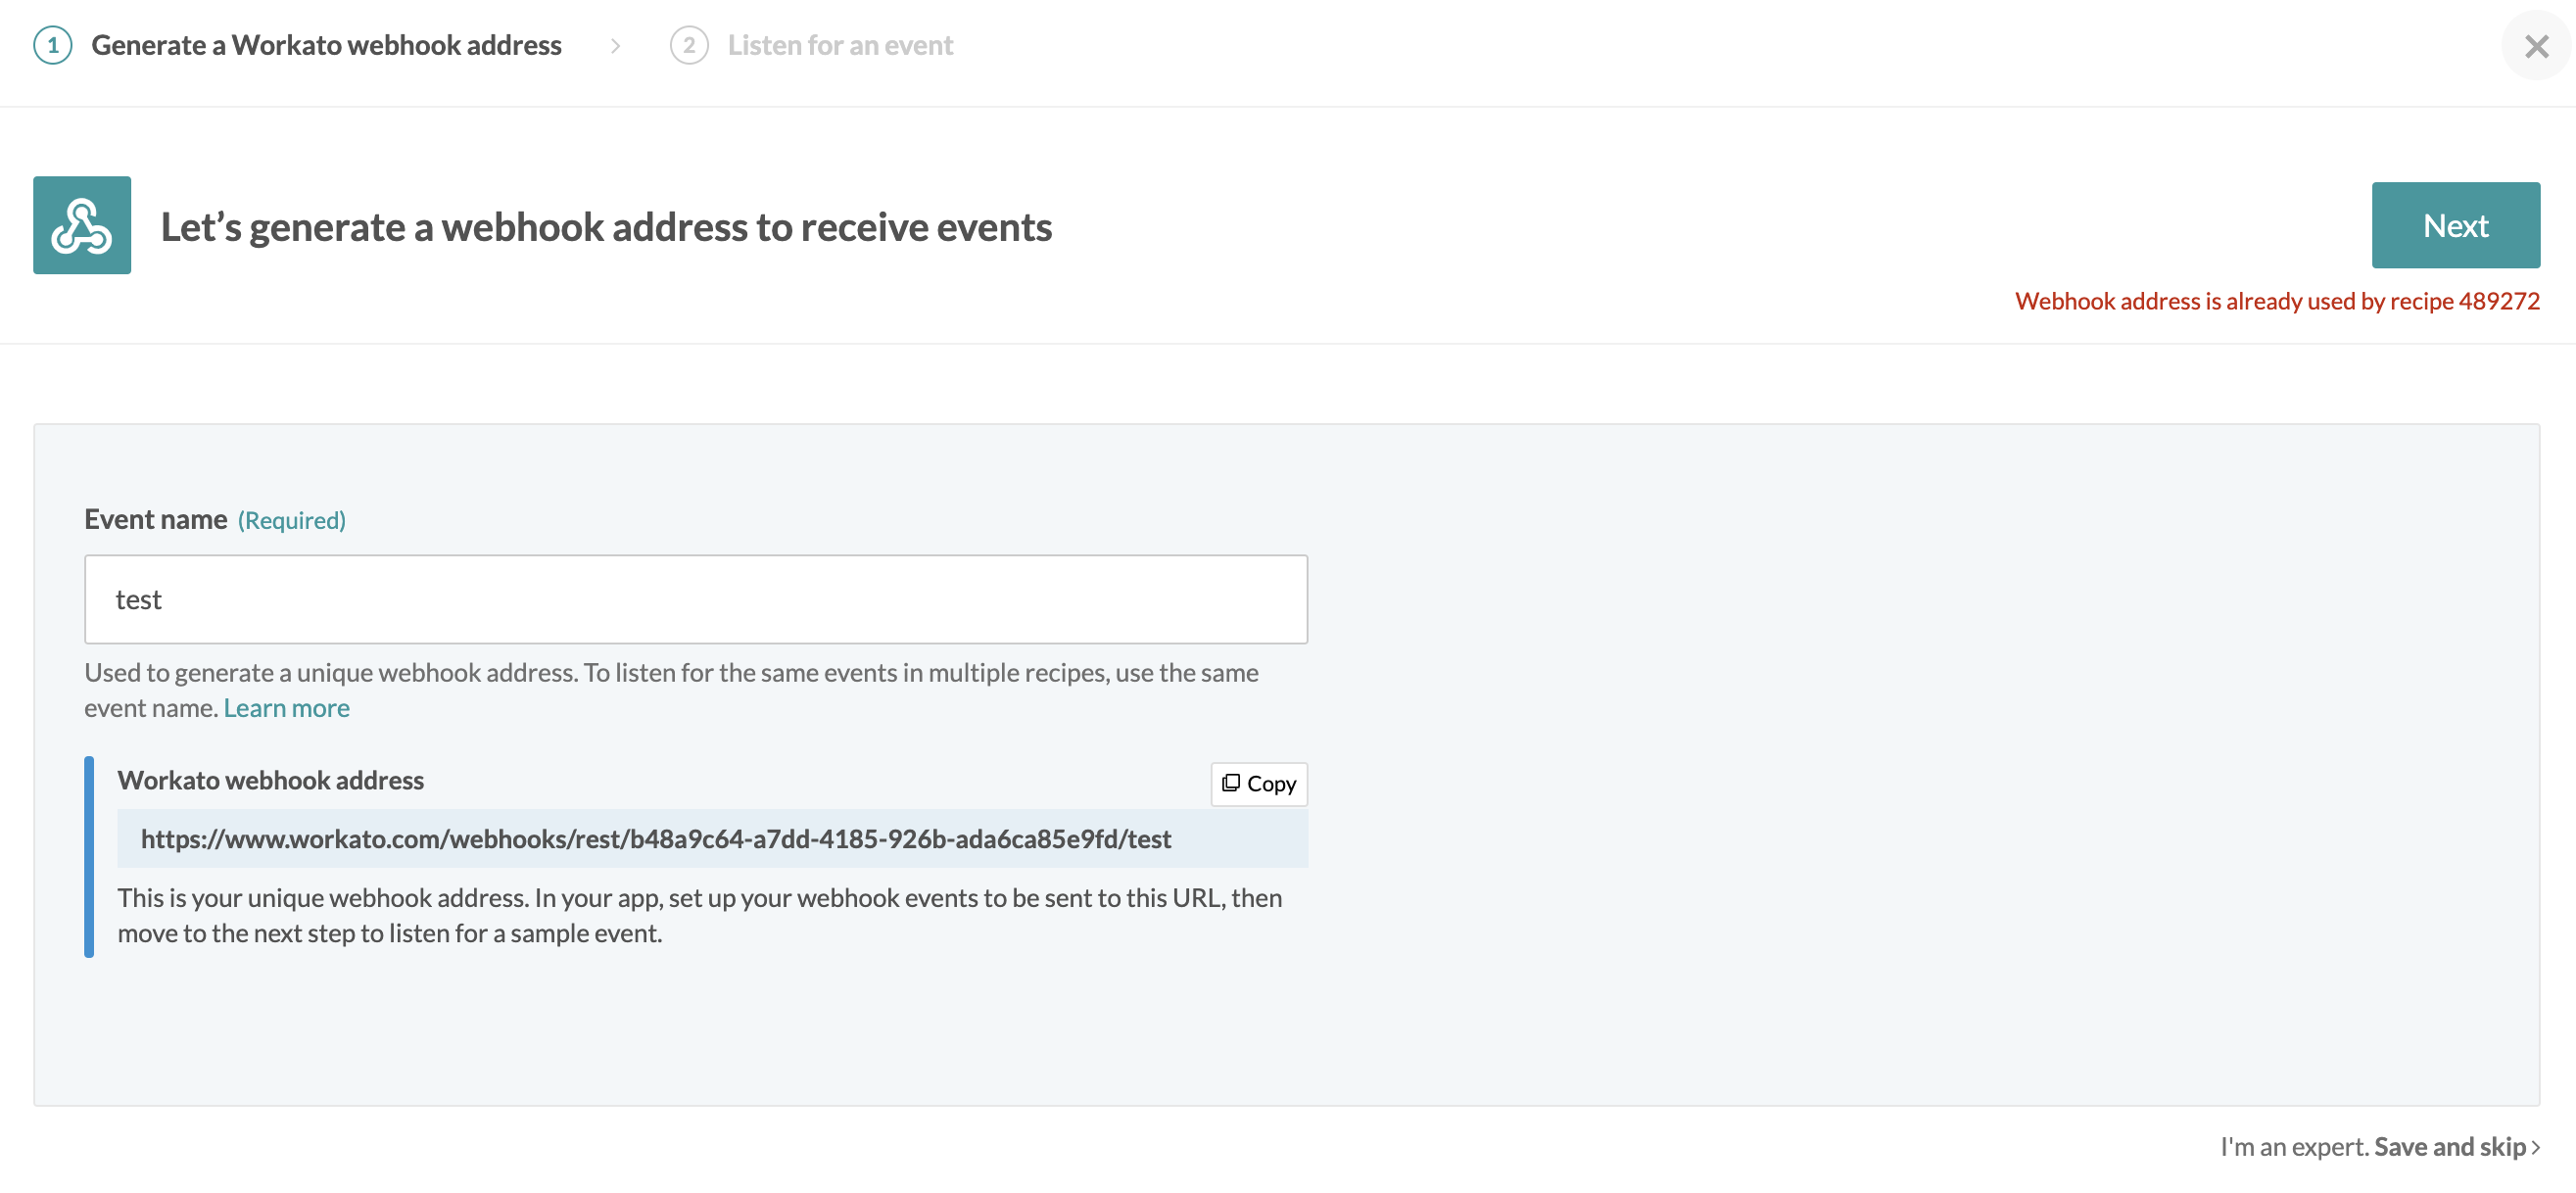 1 Generate a Workato webhook address > 2 Listen for an event
Let’s generate a webhook address to receive events
Next
Webhook address is already used by recipe 489272
Event name (Required)
test
Used to generate a unique webhook address. To listen for the same events in multiple recipes, use the same
event name. Learn more
Workato webhook address
Copy
https://www.workato.com/webhooks/rest/b48a9c64-a7dd-4185-926b-ada6ca85e9fd/test
This is your unique webhook address. In your app, set up your webhook events to be sent to this URL, then
move to the next step to listen for a sample event.
I'm an expert. Save and skip >